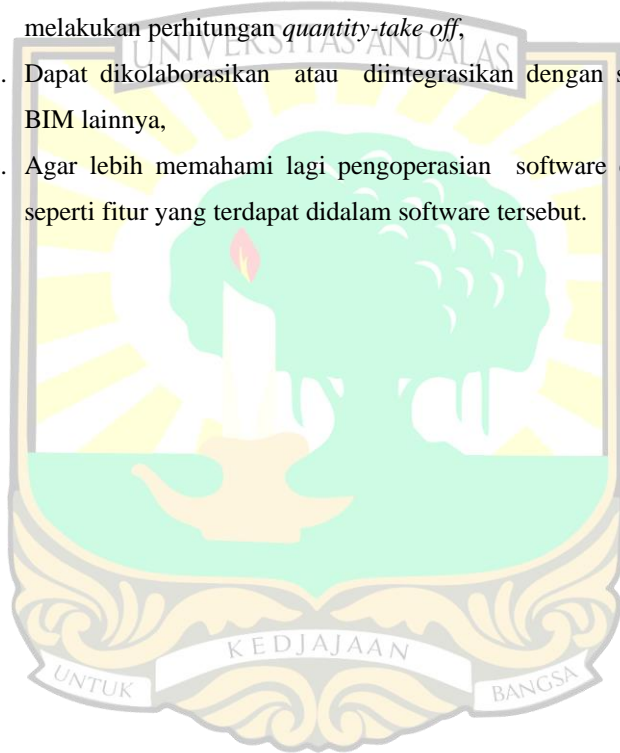 melakukan perhitungan quantity-take off,
UNIVERSITAS ANDALAS
. Dapat dikolaborasikan atau diintegrasikan dengan
BIM lainnya,
. Agar lebih memahami lagi pengoperasian software
seperti fitur yang terdapat didalam software tersebut.
KEDJAJAAN
UNTUK
BANGSA